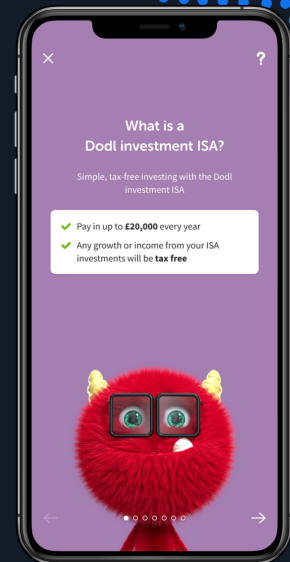 ?
What is a
Dodl investment ISA?
Simple, tax-free investing with the Dodl
investment ISA
Pay in up to £20,000 every year
Any growth or income from your ISA
investments will be tax free